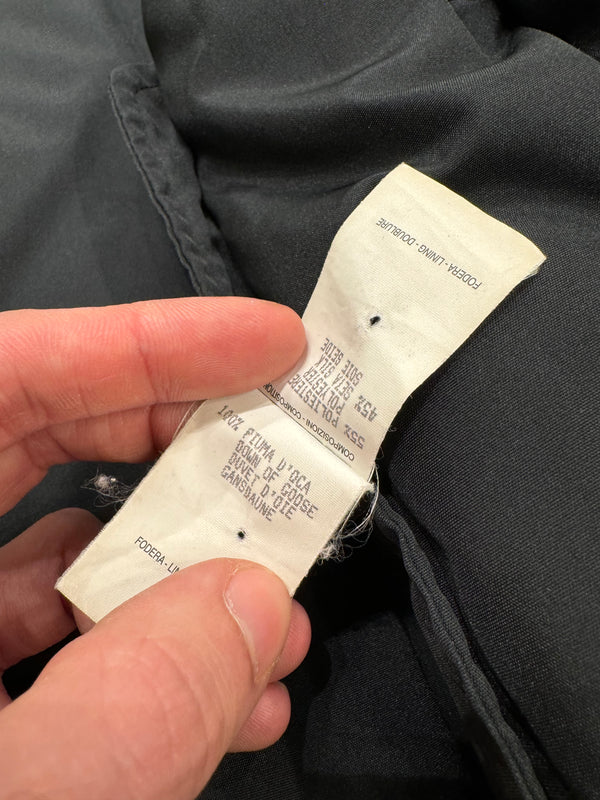 COMPOSIZIONI - COMPOSITION
55% POLIESTERE
POLYESTER
45% SETA SILK
SOIE SEIDE
FODERA - LINING - DOUBLURE
100% PIUMA D'OCA
DOWN OF GOOSE
DUVET D'OIE
GANSDAUNE
FODERA - LIN